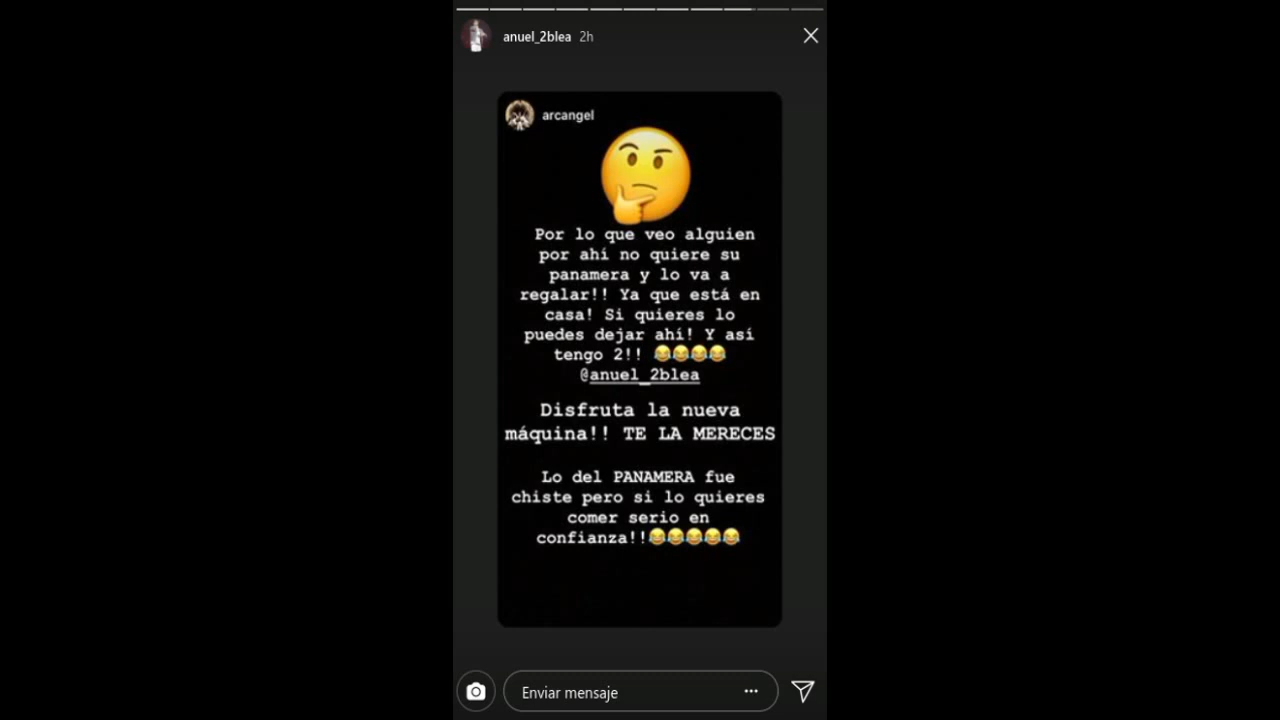 anuel_2blea 2h
arcangel
Por lo que veo alguien
por ahí no quiere su
panamera y lo va a
regalar!! Ya que está en
casa! Si quieres lo
puedes dejar ahí! Y así
tengo 2!! 😂😂😂😂
@anuel_2blea
Disfruta la nueva
máquina!! TE LA MERECES
Lo del PANAMERA fue
chiste pero si lo quieres
comer serio en
confianza!!😂😂😂😂😂
Enviar mensaje